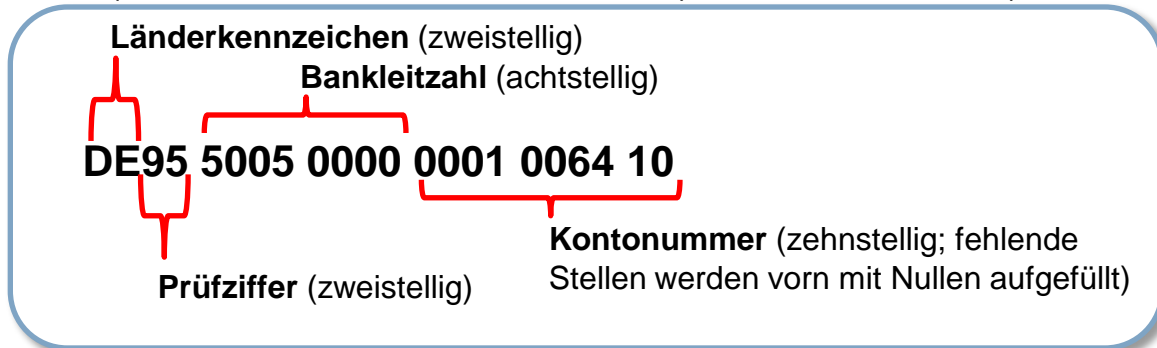 Länderkennzeichen (zweistellig)
Bankleitzahl (achtstellig)
DE95 5005 0000 0001 0064 10
Kontonummer (zehnstellig; fehlende
Stellen werden vorn mit Nullen aufgefüllt)
Prüfziffer (zweistellig)